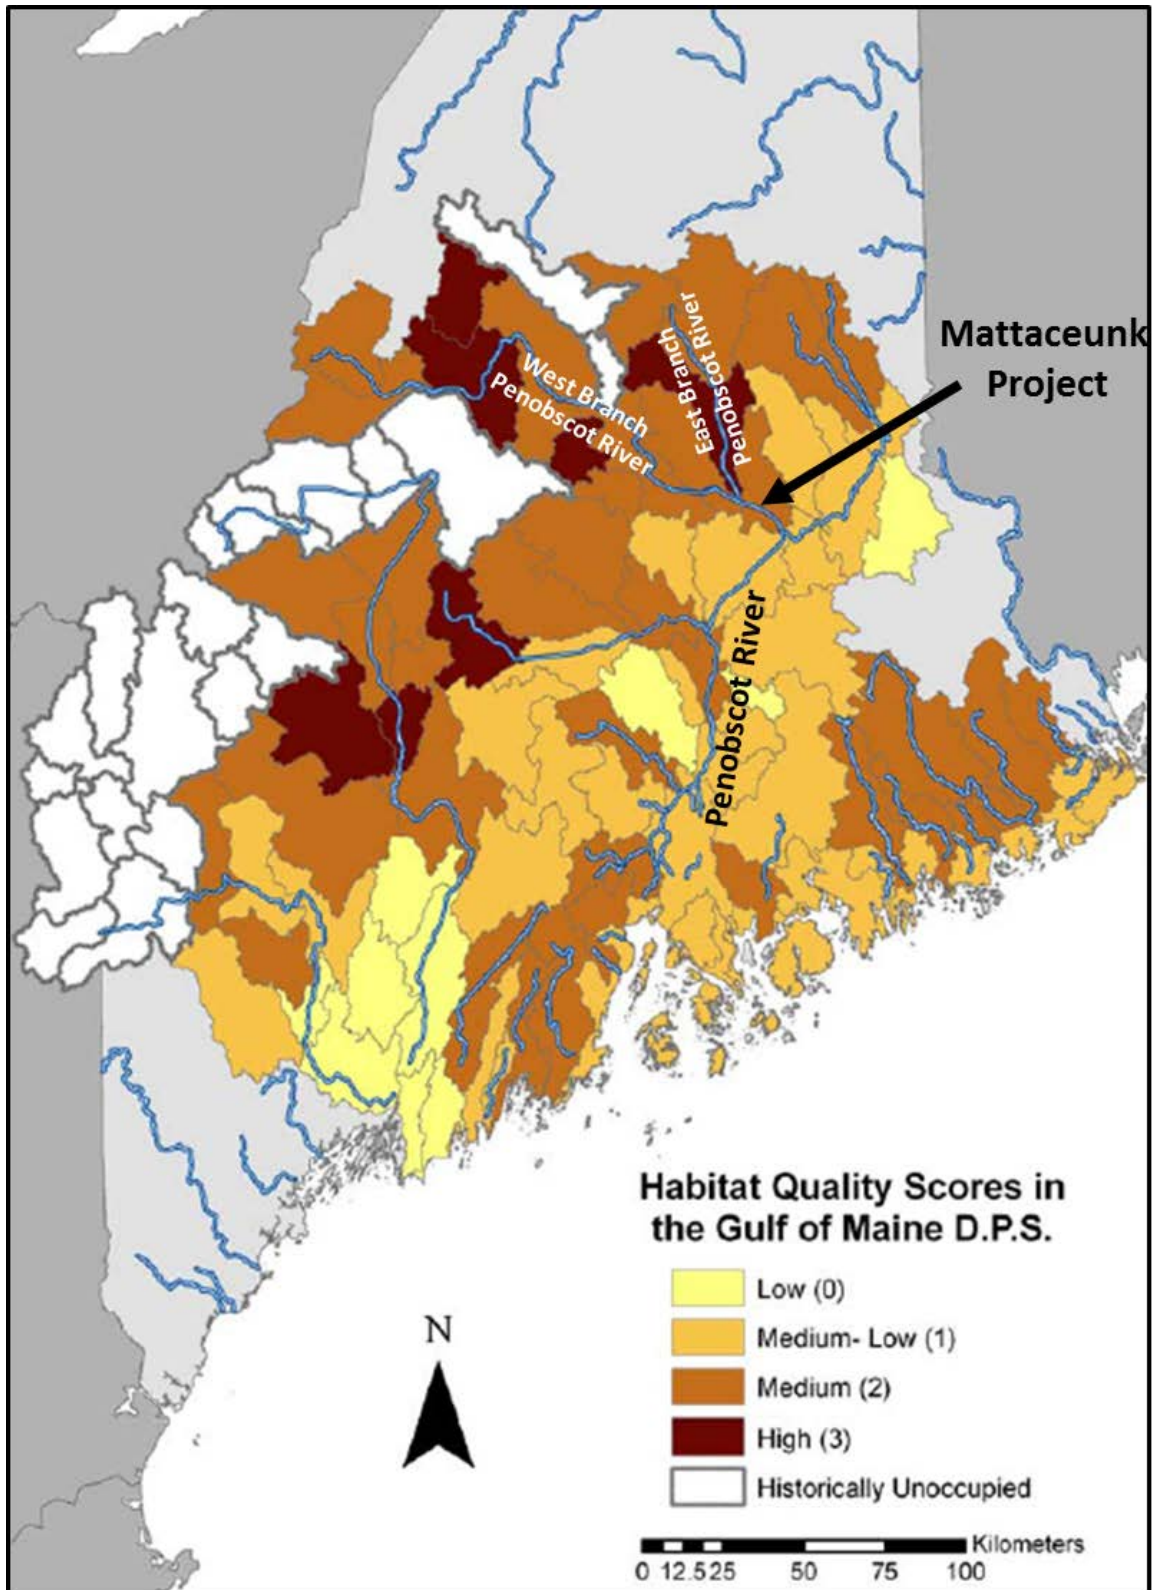 Mattaceunk
Project
West Branch
Penobscot River
East Branch
Penobscot River
Penobscot River
Habitat Quality Scores in
the Gulf of Maine D.P.S.
Low (0)
Medium- Low (1)
Medium (2)
High (3)
Historically Unoccupied
N
Kilometers
0 12.5 25 50 75 100